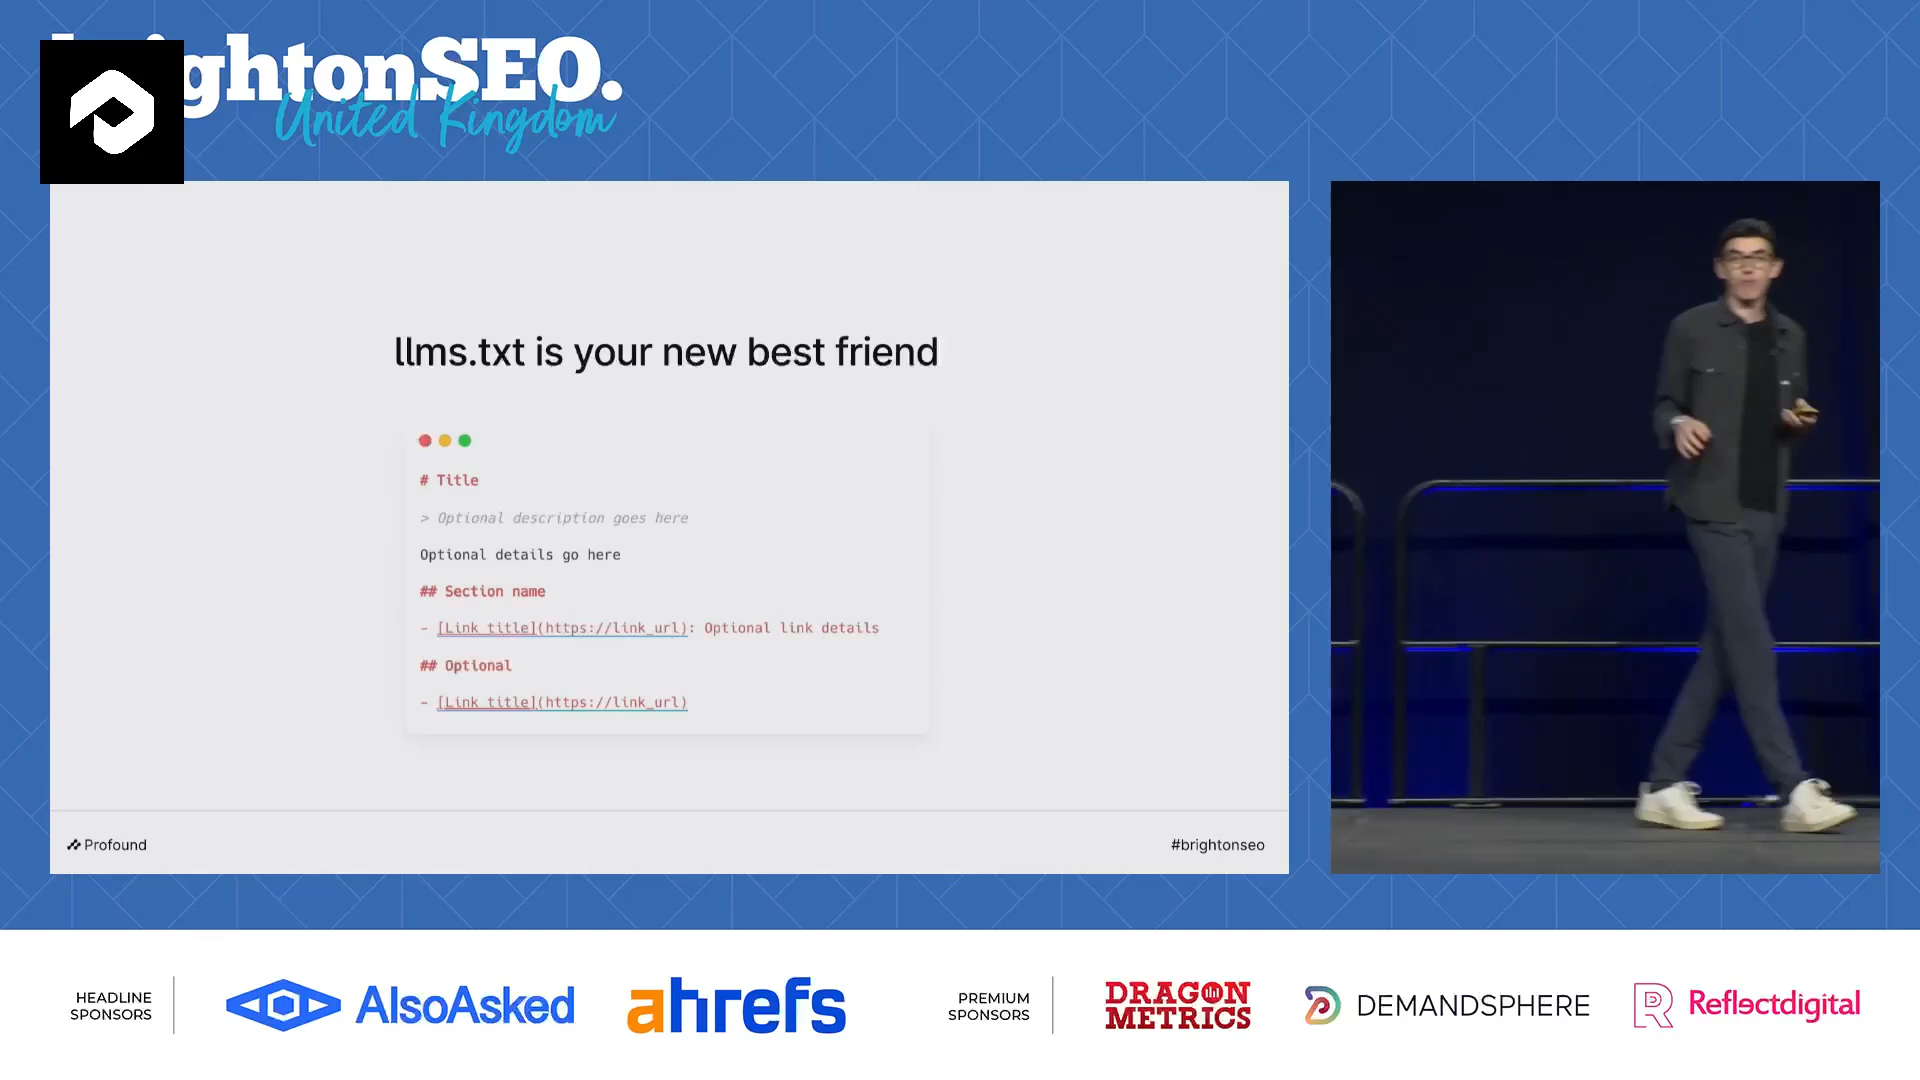 ghtonSEO.
United Kingdom
llms.txt is your new best friend
# Title
> Optional description goes here
Optional details go here
## Section name
- [Link title](https://link_url): Optional link details
## Optional
- [Link title](https://link_url)
Profound
#brightonseo
HEADLINE
SPONSORS
AlsoAsked
ahrefs
PREMIUM
SPONSORS
DRAGON
METRICS
DEMANDSPHERE
Reflectdigital